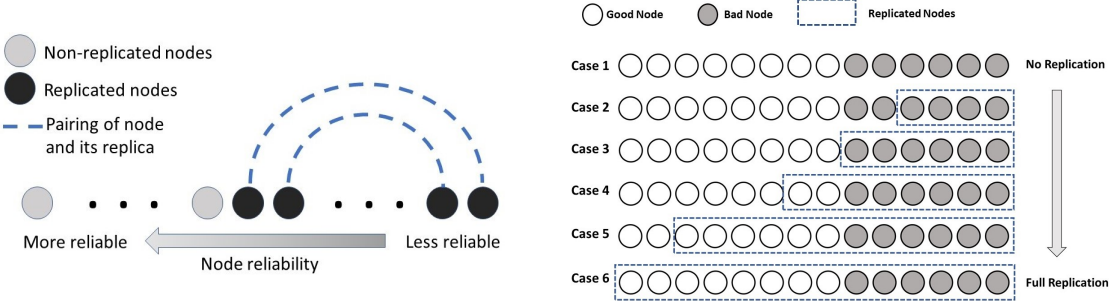 Non-replicated nodes
Replicated nodes
Pairing of node
and its replica
More reliable
Less reliable
Node reliability
Good Node
Bad Node
Replicated Nodes
Case 1
No Replication
Case 2
Case 3
Case 4
Case 5
Case 6
Full Replication